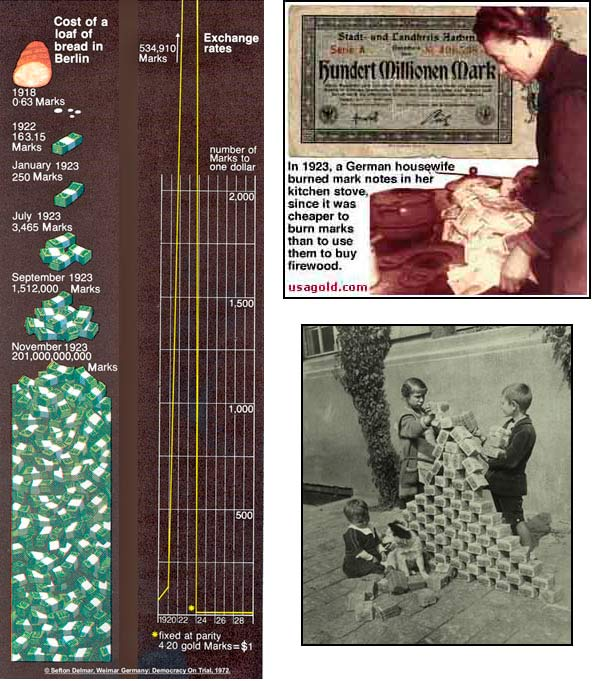 Cost of a
loaf of
bread in
Berlin
1918
0·63 Marks
1922
163.15
Marks
January 1923
250 Marks
July 1923
3,465 Marks
September 1923
1,512,000 Marks
November 1923
201,000,000,000
Marks
534,910
Marks
Exchange
rates
number of
Marks to
one dollar
2,000
1,500
1,000
500
1920 22 24 26 28
*fixed at parity
4·20 gold Marks=$1
© Sefton Delmar, Weimar Germany: Democracy On Trial, 1972.
Stadt- und Landkreis Aachen
Serie A
Hundert Millionen Mark
In 1923, a German housewife
burned mark notes in her
kitchen stove,
since it was
cheaper to
burn marks
than to use
them to buy
firewood.
usagold.com